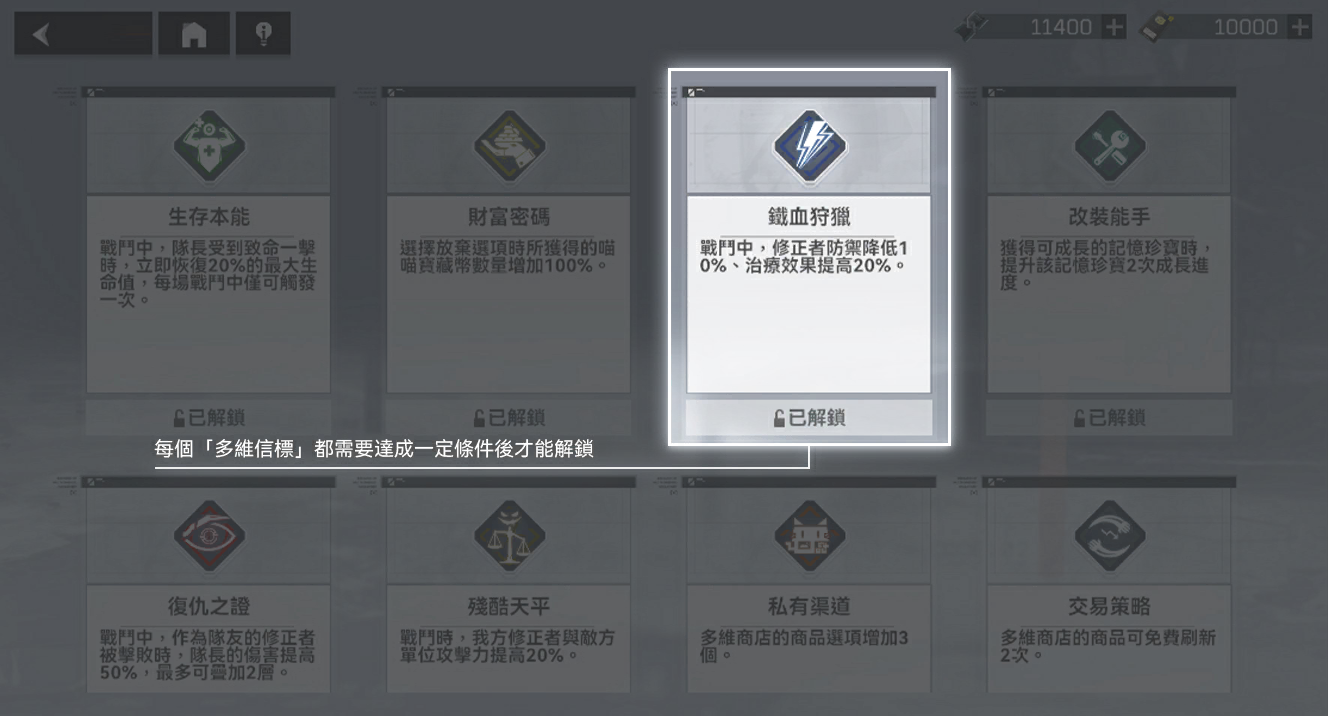 11400
10000
生存本能
戰鬥中，隊長受到致命一擊
時，立即恢復20%的最大生
命值，每場戰鬥中僅可觸發
一次。
已解鎖
財富密碼
選擇放棄選項時所獲得的喵
喵寶藏幣數量增加100%。
已解鎖
鐵血狩獵
戰鬥中，修正者防禦降低1
0%、治療效果提高20%。
已解鎖
改裝能手
獲得可成長的記憶珍寶時，
提升該記憶珍寶2次成長進
度。
已解鎖
每個「多維信標」都需要達成一定條件後才能解鎖
復仇之證
戰鬥中，作為隊友的修正者
被擊敗時，隊長的傷害提高
50%，最多可疊加2層。
殘酷天平
戰鬥時，我方修正者與敵方
單位攻擊力提高20%。
私有渠道
多維商店的商品選項增加3
個。
交易策略
多維商店的商品可免費刷新
2次。